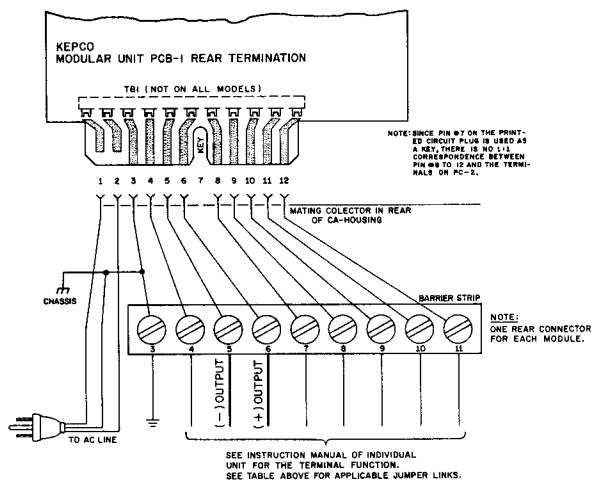 KEPCO
MODULAR UNIT PCB-1 REAR TERMINATION
TB1 (NOT ON ALL MODELS)
KEY
NOTE: SINCE PIN #7 ON THE PRINT-
ED CIRCUIT PLUG IS USED AS
A KEY, THERE IS NO 1:1
CORRESPONDENCE BETWEEN
PIN #8 TO 12 AND THE TERMI-
NALS ON PC-2.
1 2 3 4 5 6 7 8 9 10 11 12
MATING COLECTOR IN REAR
OF CA-HOUSING
CHASSIS
BARRIER STRIP
NOTE:
ONE REAR CONNECTOR
FOR EACH MODULE.
3 4 5 6 7 8 9 10 11
(-) OUTPUT
(+) OUTPUT
TO AC LINE
SEE INSTRUCTION MANUAL OF INDIVIDUAL
UNIT FOR THE TERMINAL FUNCTION.
SEE TABLE ABOVE FOR APPLICABLE JUMPER LINKS.